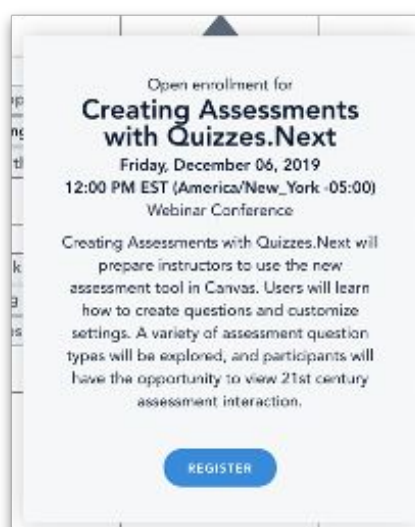 Open enrollment for
Creating Assessments
with Quizzes.Next
Friday, December 06, 2019
12:00 PM EST (America/New_York -05:00)
Webinar Conference
Creating Assessments with Quizzes.Next will
prepare instructors to use the new
assessment tool in Canvas. Users will learn
how to create questions and customize
settings. A variety of assessment question
types will be explored, and participants will
have the opportunity to view 21st century
assessment interaction.
REGISTER